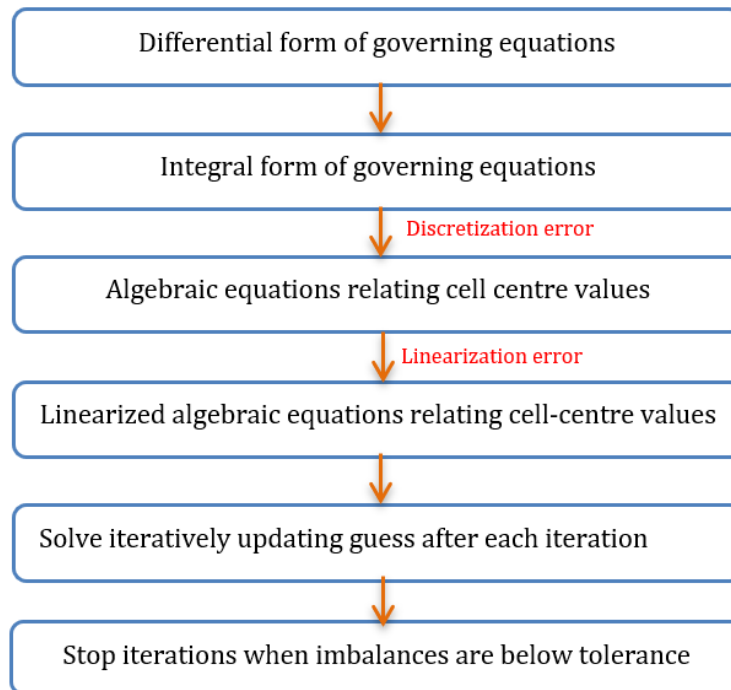 Differential form of governing equations
Integral form of governing equations
Discretization error
Algebraic equations relating cell centre values
Linearization error
Linearized algebraic equations relating cell-centre values
Solve iteratively updating guess after each iteration
Stop iterations when imbalances are below tolerance